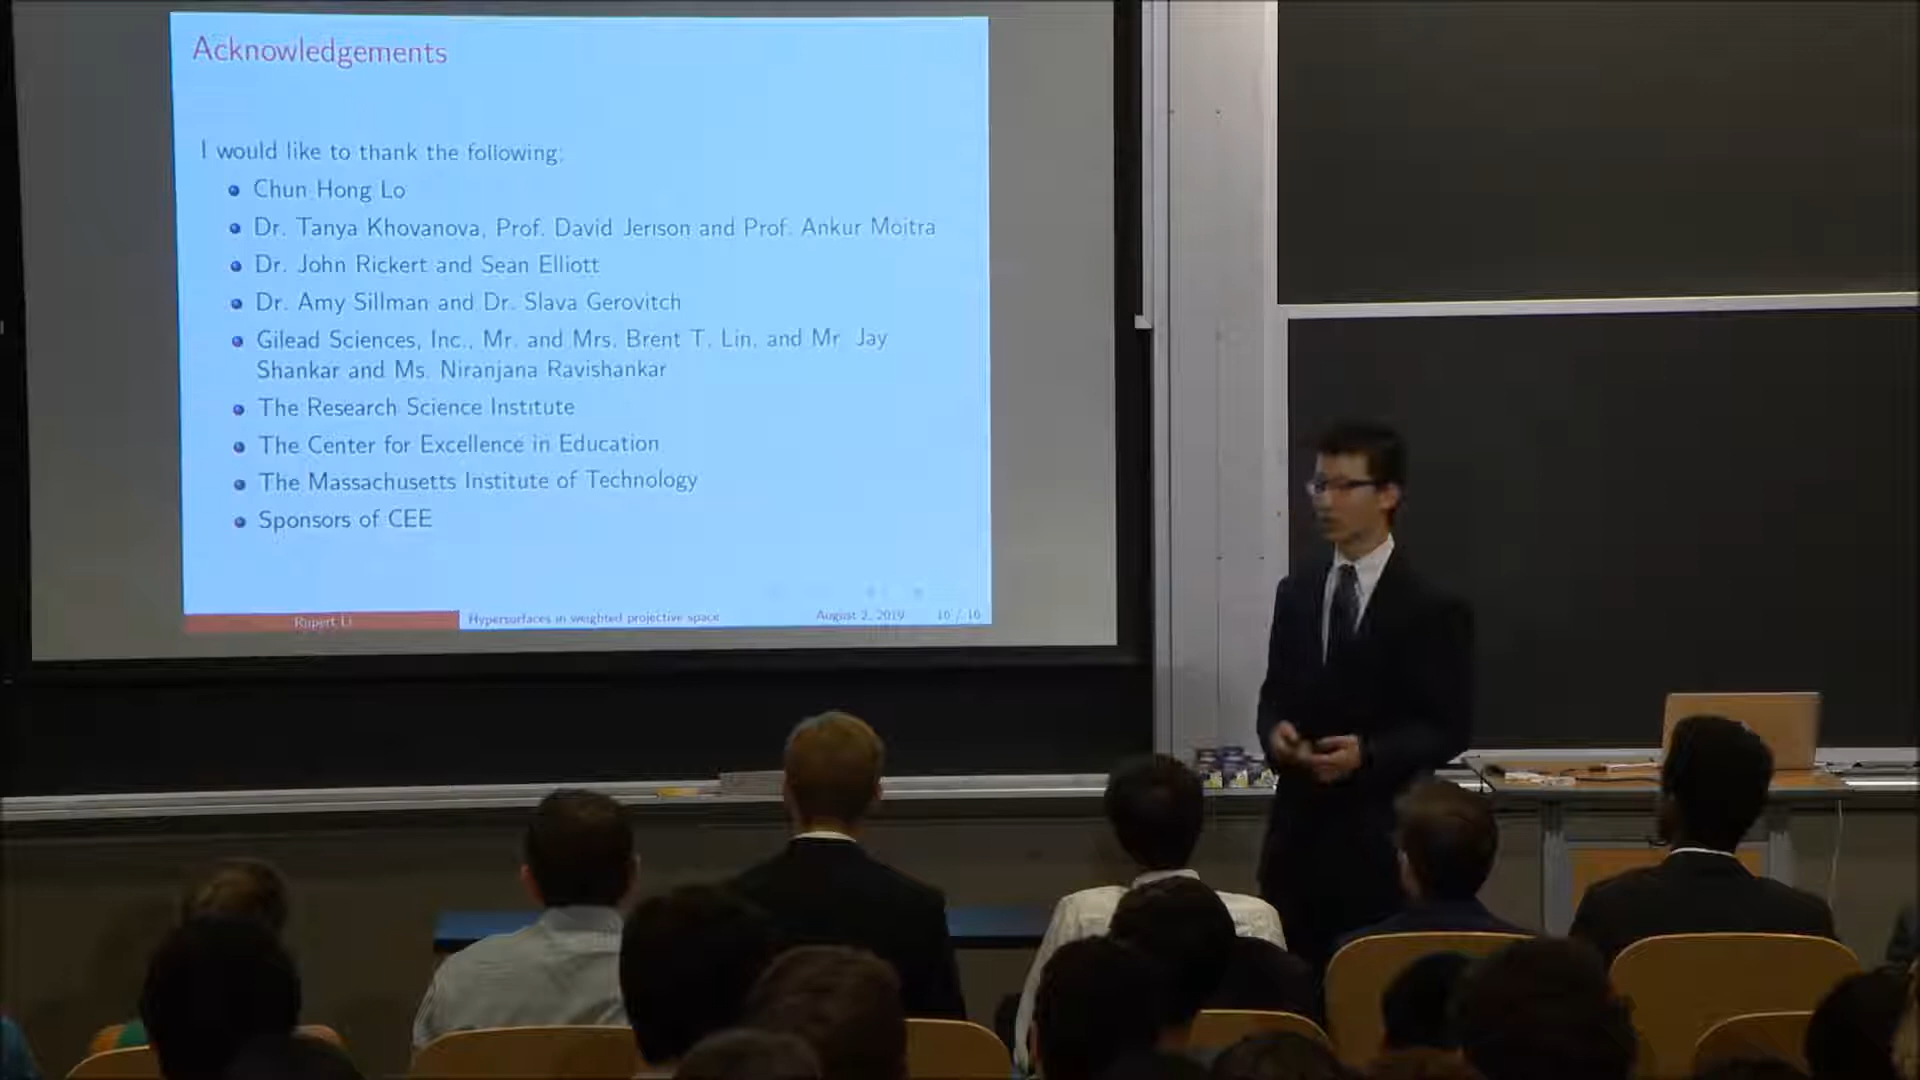 Acknowledgements
I would like to thank the following:
Chun Hong Lo
Dr. Tanya Khovanova, Prof. David Jerison and Prof. Ankur Moitra
Dr. John Rickert and Sean Elliott
Dr. Amy Sillman and Dr. Slava Gerovitch
Gilead Sciences, Inc., Mr. and Mrs. Brent T. Lin, and Mr. Jay
Shankar and Ms. Niranjana Ravishankar
The Research Science Institute
The Center for Excellence in Education
The Massachusetts Institute of Technology
Sponsors of CEE
Rupert Li Hypersurfaces in weighted projective space August 2, 2019 16 / 16